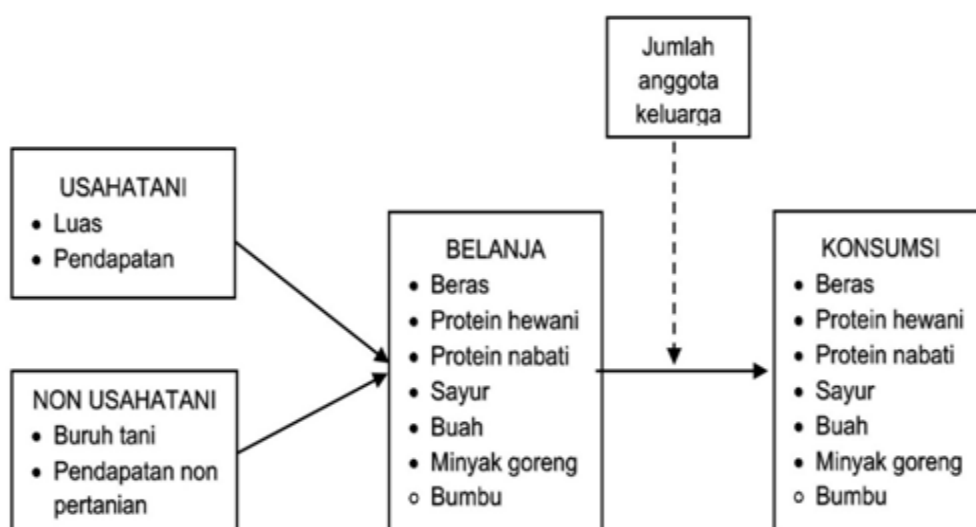 Jumlah
anggota
keluarga
USAHATANI
• Luas
• Pendapatan
NON USAHATANI
• Buruh tani
• Pendapatan non
pertanian
BELANJA
• Beras
• Protein hewani
• Protein nabati
• Sayur
• Buah
• Minyak goreng
○ Bumbu
KONSUMSI
• Beras
• Protein hewani
• Protein nabati
• Sayur
• Buah
• Minyak goreng
○ Bumbu